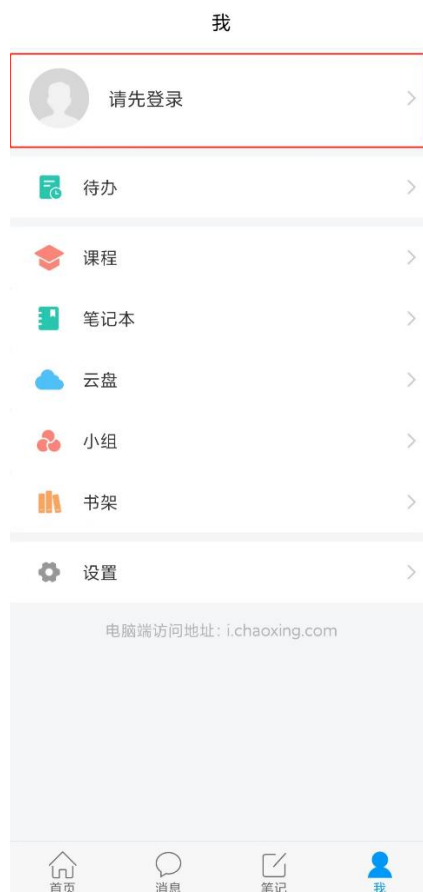 我
请先登录
待办
课程
笔记本
云盘
小组
书架
设置
电脑端访问地址：i.chaoxing.com
首页
消息
笔记
我